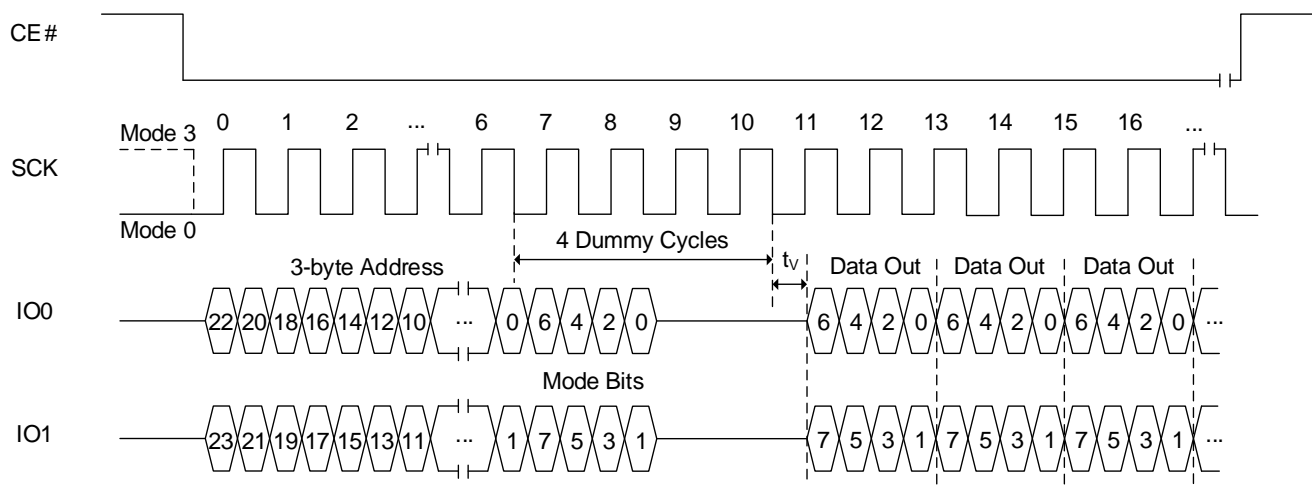 CE#
0 1 2 ... 6 7 8 9 10 11 12 13 14 15 16 ...
Mode 3
SCK
Mode 0
4 Dummy Cycles
3-byte Address
tV
Data Out Data Out Data Out
IO0
22 20 18 16 14 12 10 ... 0 6 4 2 0 6 4 2 0 6 4 2 0 6 4 2 0 ...
Mode Bits
IO1
23 21 19 17 15 13 11 ... 1 7 5 3 1 7 5 3 1 7 5 3 1 7 5 3 1 ...